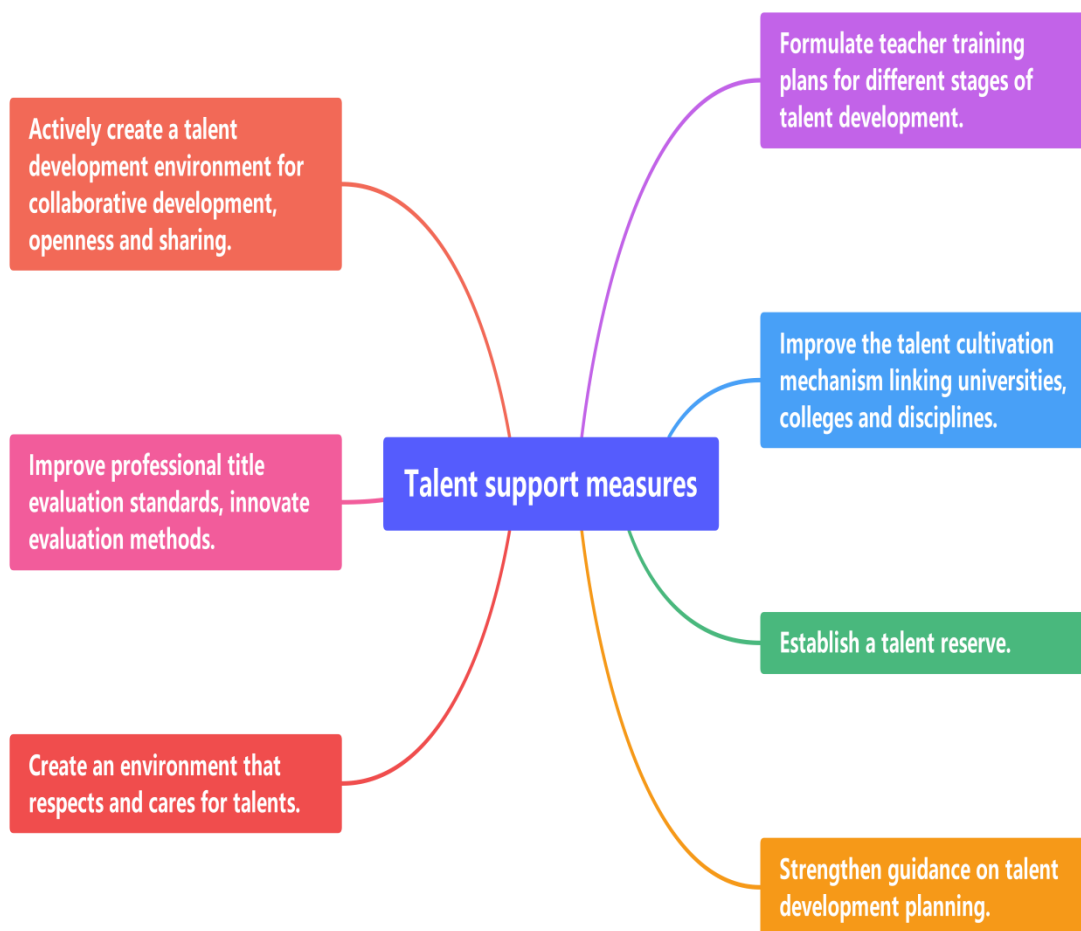 Formulate teacher training
plans for different stages of
talent development.
Actively create a talent
development environment for
collaborative development,
openness and sharing.
Improve the talent cultivation
mechanism linking universities,
colleges and disciplines.
Improve professional title
evaluation standards, innovate
evaluation methods.
Talent support measures
Establish a talent reserve.
Create an environment that
respects and cares for talents.
Strengthen guidance on talent
development planning.